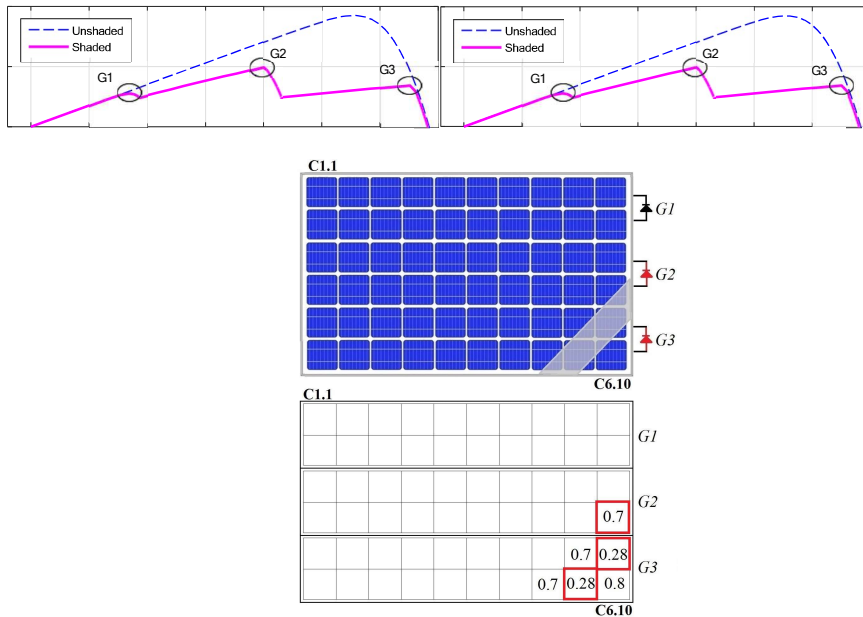 Unshaded
Shaded
G1
G2
G3
Unshaded
Shaded
G1
G2
G3
C1.1
G1
G2
G3
C6.10
C1.1
G1
G2
0.7
0.7 0.28
G3
0.7 0.28 0.8
C6.10